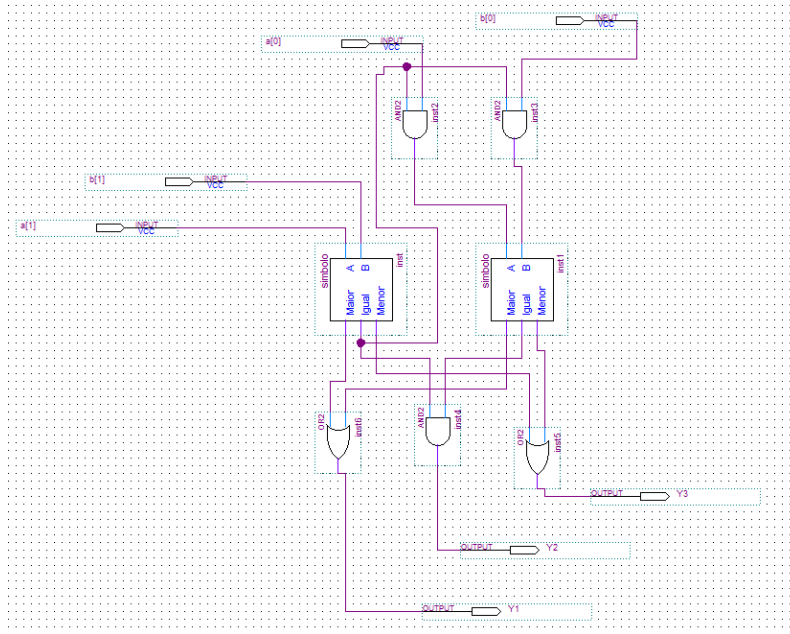 b[0] INPUT
VCC
a[0] INPUT
VCC
AND2 inst2
AND2 inst3
b[1] INPUT
VCC
a[1] INPUT
VCC
simbolo A B inst
Maior Igual Menor
simbolo A B inst1
Maior Igual Menor
OR2 inst6
AND2 inst4
OR2 inst5
OUTPUT Y3
OUTPUT Y2
OUTPUT Y1